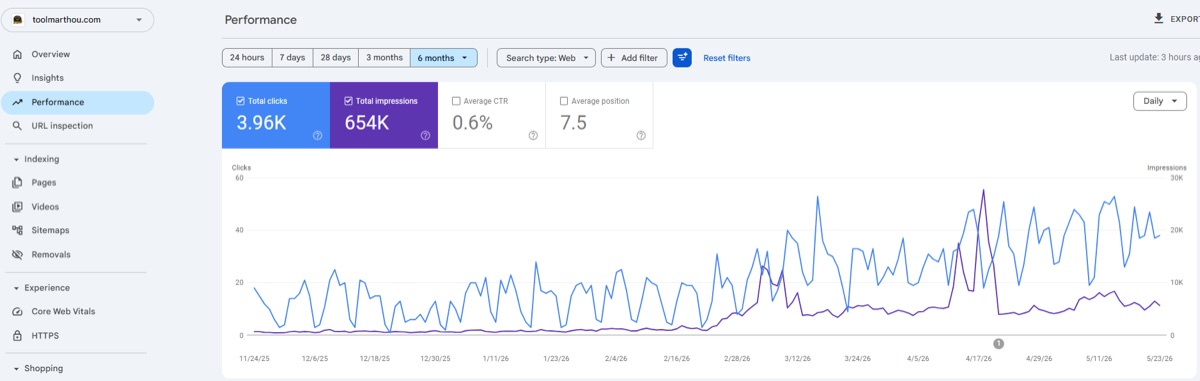 toolmarthou.com
Performance
EXPOR
Overview
Insights
Performance
URL inspection
Indexing
Pages
Videos
Sitemaps
Removals
Experience
Core Web Vitals
HTTPS
Shopping
24 hours 7 days 28 days 3 months 6 months Search type: Web + Add filter Reset filters Last update: 3 hours ag
Total clicks Total impressions Average CTR Average position
3.96K 654K 0.6% 7.5
Daily
Clicks Impressions
60 30K
40 20K
20 10K
0 0
1
11/24/25 12/6/25 12/18/25 12/30/25 1/11/26 1/23/26 2/4/26 2/16/26 2/28/26 3/12/26 3/24/26 4/5/26 4/17/26 4/29/26 5/11/26 5/23/26